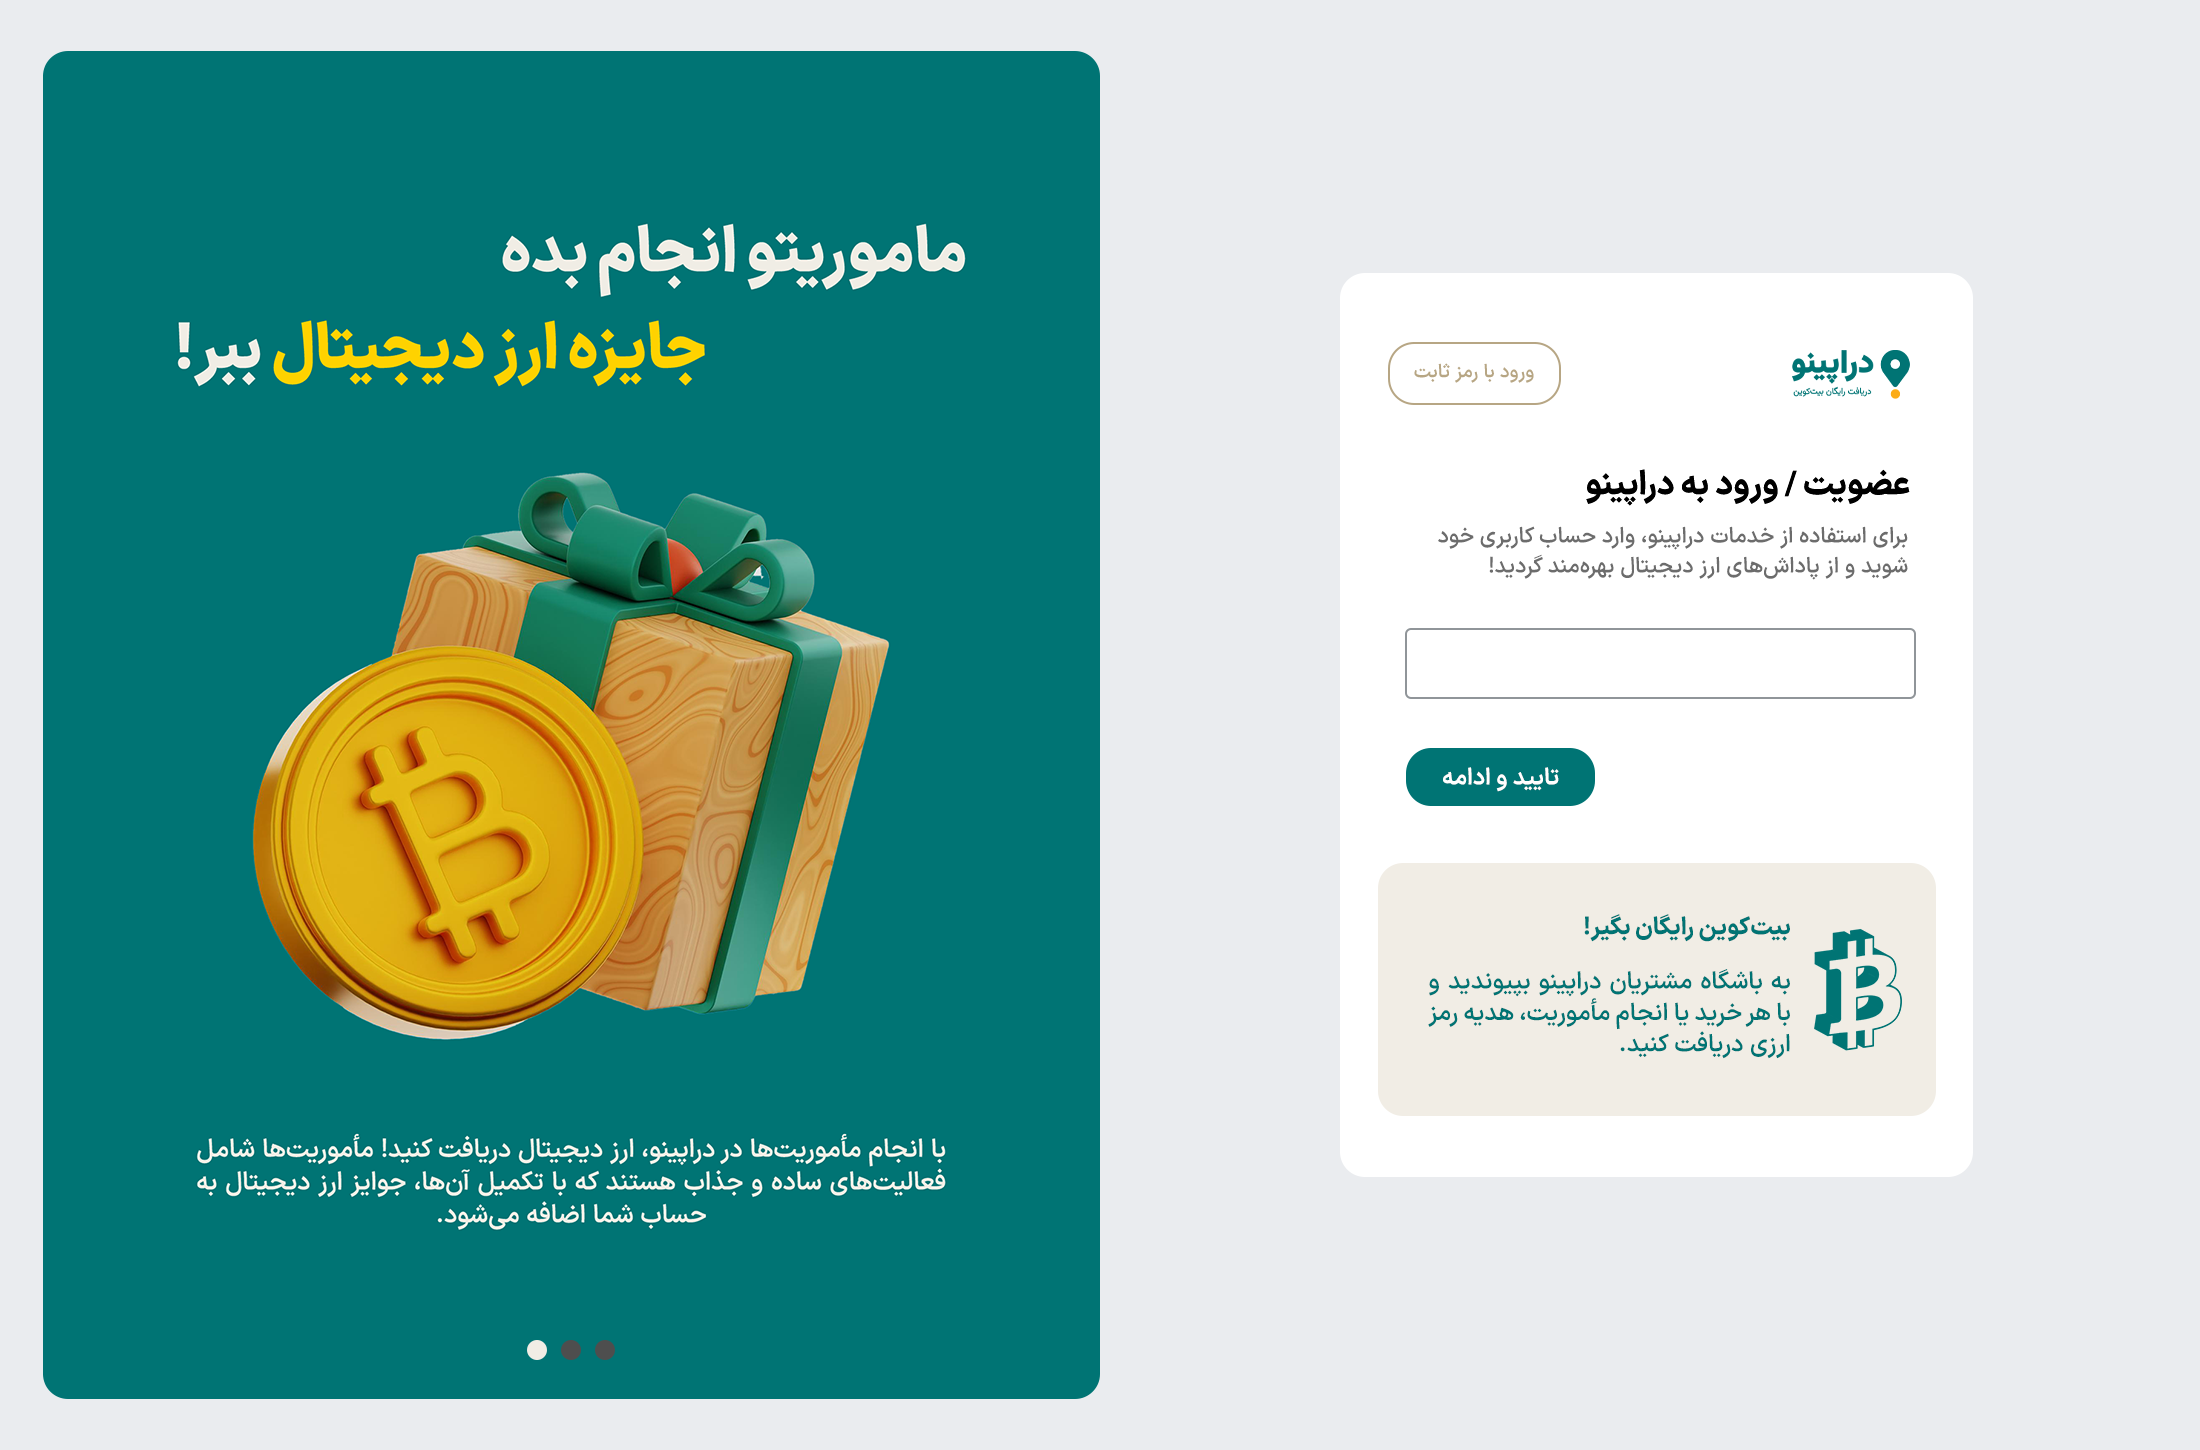 ماموریتو انجام بده
جایزه ارز دیجیتال ببر!
با انجام مأموریت‌ها در دراپینو، ارز دیجیتال دریافت کنید! مأموریت‌ها شامل
فعالیت‌های ساده و جذاب هستند که با تکمیل آن‌ها، جوایز ارز دیجیتال به
حساب شما اضافه می‌شود.
دراپینو
دریافت رایگان بیت‌کوین
ورود با رمز ثابت
عضویت / ورود به دراپینو
برای استفاده از خدمات دراپینو، وارد حساب کاربری خود
شوید و از پاداش‌های ارز دیجیتال بهره‌مند گردید!
تایید و ادامه
بیت‌کوین رایگان بگیر!
به باشگاه مشتریان دراپینو بپیوندید و
با هر خرید یا انجام مأموریت، هدیه رمز
ارزی دریافت کنید.